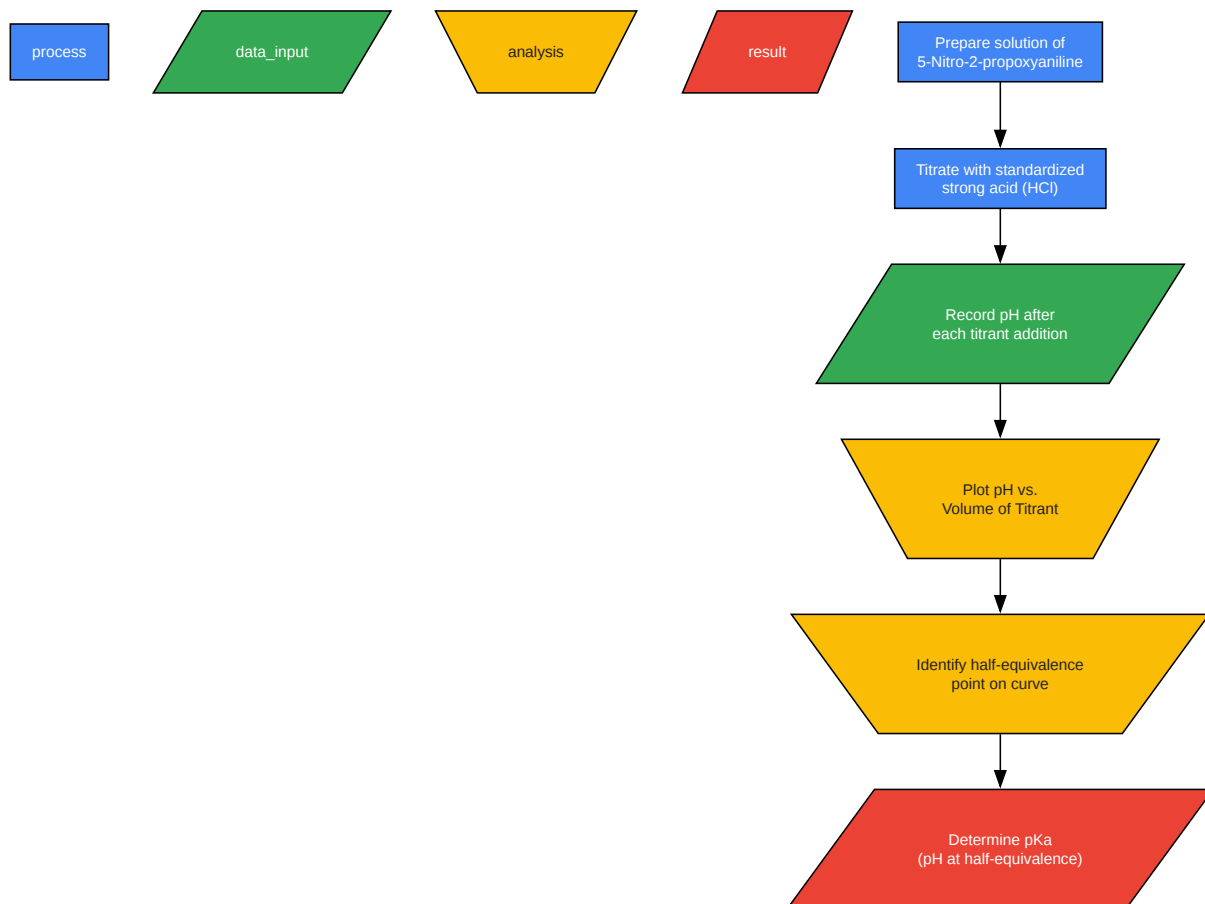 process
data_input
analysis
result
Prepare solution of
5-Nitro-2-propoxyaniline
Titrate with standardized
strong acid (HCl)
Record pH after
each titrant addition
Plot pH vs.
Volume of Titrant
Identify half-equivalence
point on curve
Determine pKa
(pH at half-equivalence)